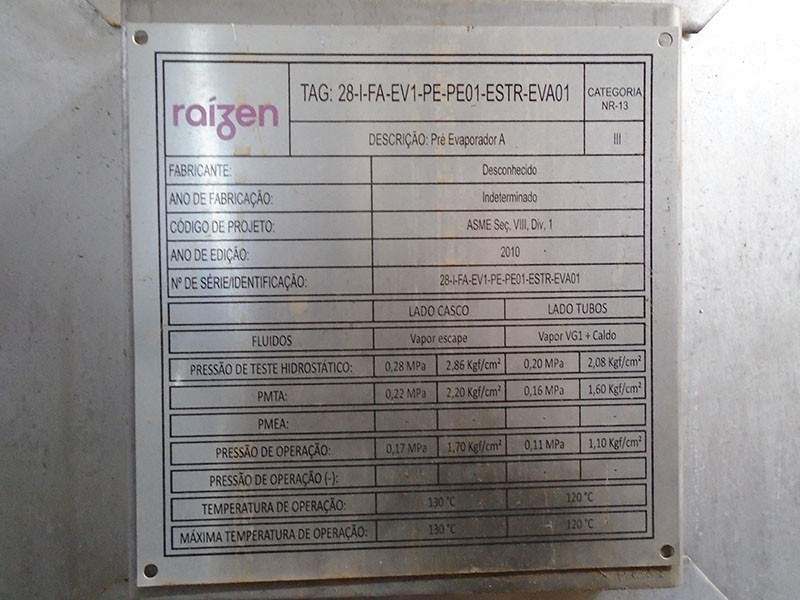 raízen
TAG: 28-I-FA-EV1-PE-PE01-ESTR-EVA01
CATEGORIA
NR-13
DESCRIÇÃO: Pré Evaporador A
III
FABRICANTE: Desconhecido
ANO DE FABRICAÇÃO: Indeterminado
CÓDIGO DE PROJETO: ASME Seç, VIII, Div, 1
ANO DE EDIÇÃO: 2010
Nº DE SÉRIE/IDENTIFICAÇÃO: 28-I-FA-EV1-PE-PE01-ESTR-EVA01
LADO CASCO LADO TUBOS
FLUIDOS Vapor escape Vapor VG1 + Caldo
PRESSÃO DE TESTE HIDROSTÁTICO: 0,28 MPa 2,86 Kgf/cm² 0,20 MPa 2,08 Kgf/cm²
PMTA: 0,22 MPa 2,20 Kgf/cm² 0,16 MPa 1,60 Kgf/cm²
PMEA: - - - -
PRESSÃO DE OPERAÇÃO: 0,17 MPa 1,70 Kgf/cm² 0,11 MPa 1,10 Kgf/cm²
PRESSÃO DE OPERAÇÃO (-): - - - -
TEMPERATURA DE OPERAÇÃO: 130 °C 120 °C
MÁXIMA TEMPERATURA DE OPERAÇÃO: 130 °C 120 °C